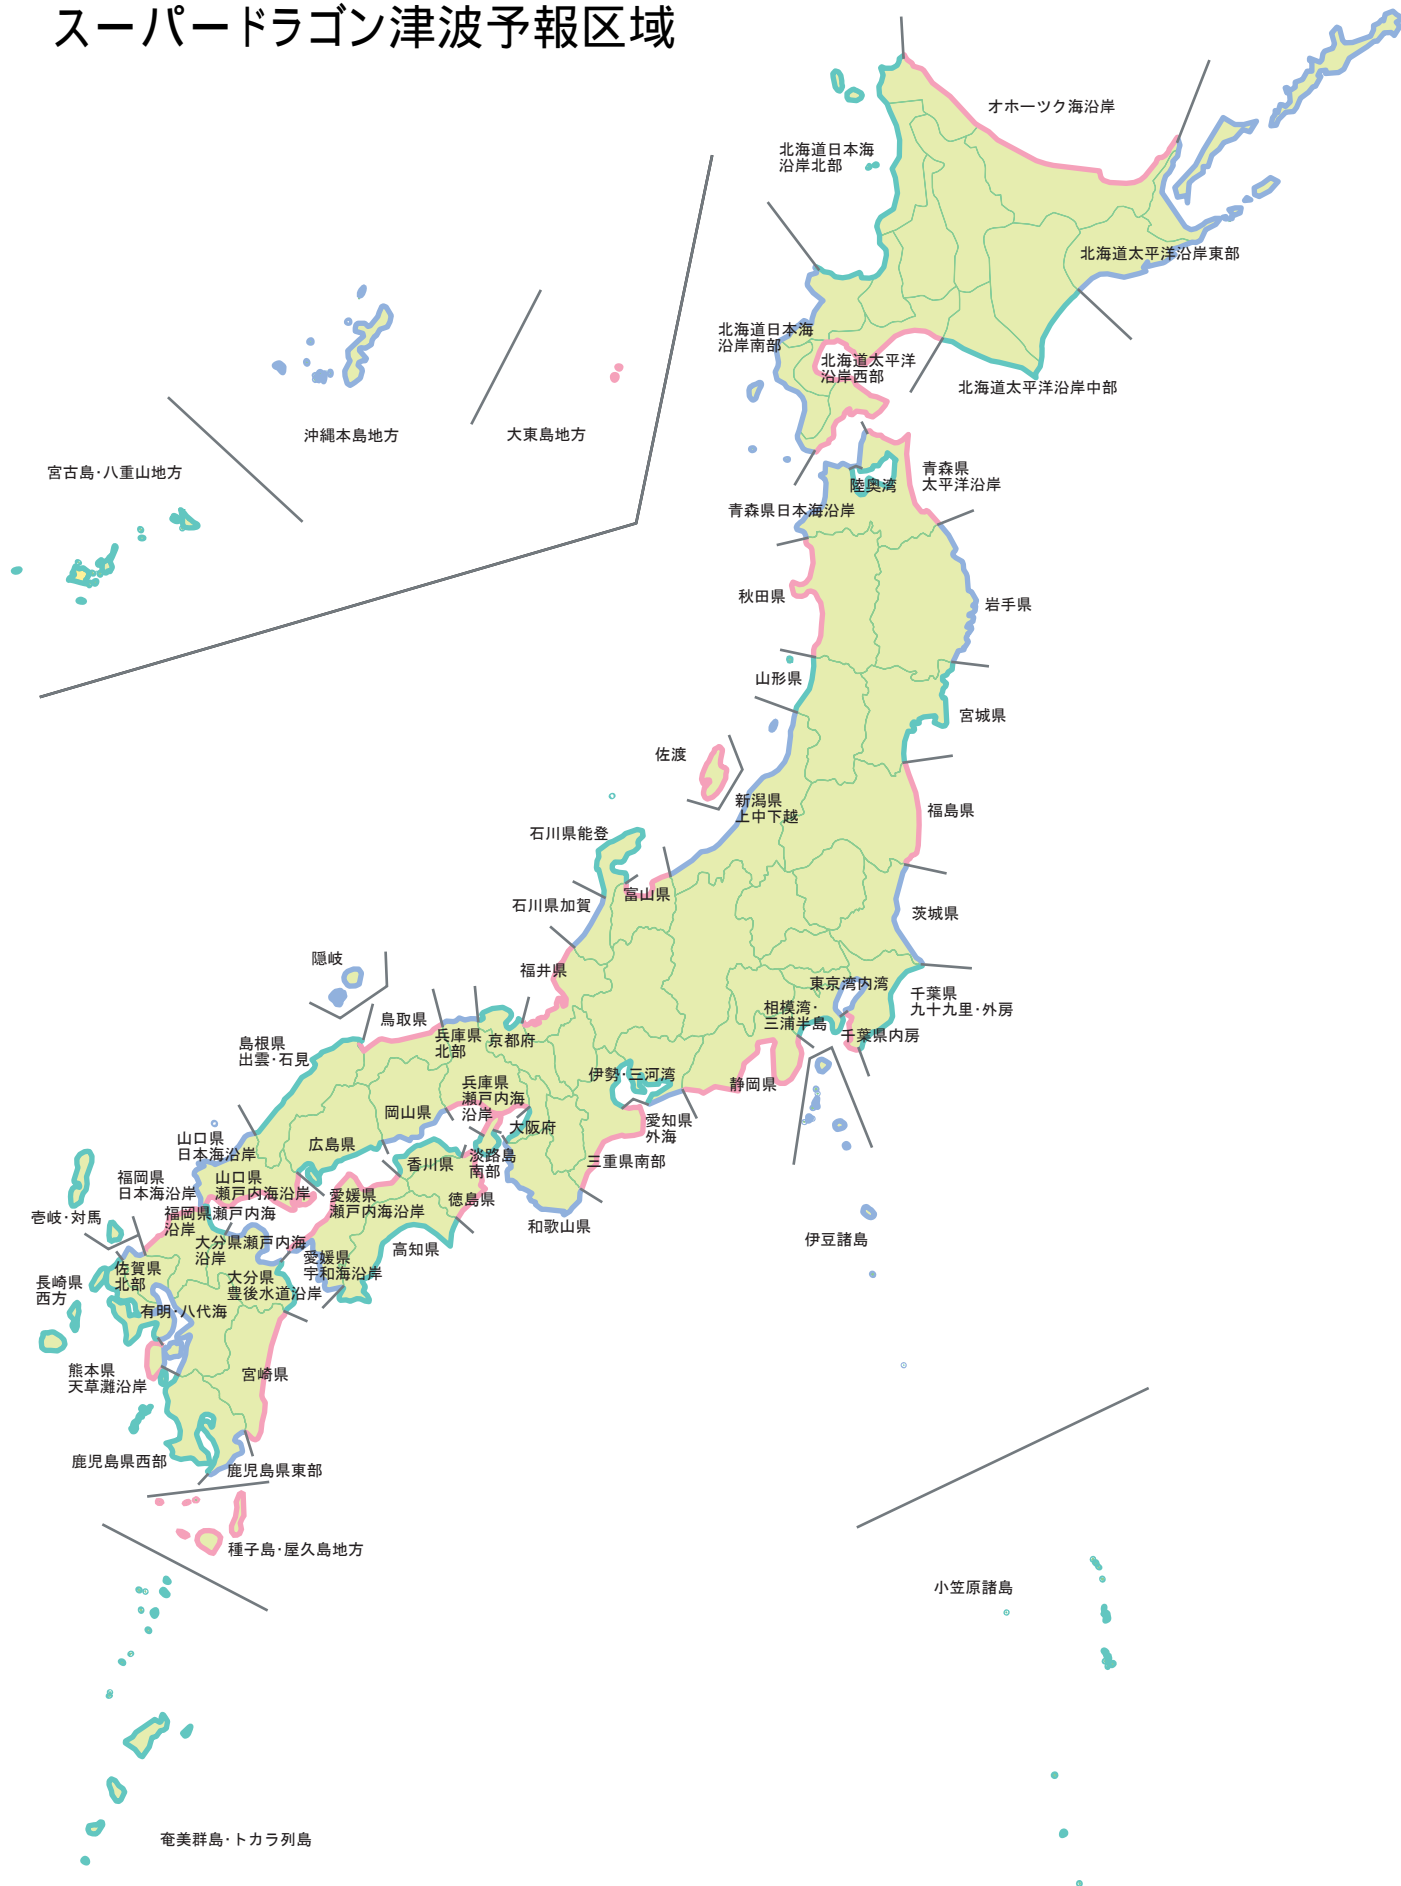 スーパードラゴン津波予報区域
オホーツク海沿岸
北海道日本海
沿岸北部
北海道太平洋沿岸東部
北海道日本海
沿岸南部
北海道太平洋
沿岸西部
北海道太平洋沿岸中部
沖縄本島地方
大東島地方
宮古島･八重山地方
青森県
太平洋沿岸
陸奥湾
青森県日本海沿岸
秋田県
岩手県
山形県
宮城県
佐渡
新潟県
上中下越
福島県
石川県能登
富山県
石川県加賀
茨城県
隠岐
福井県
東京湾内湾
千葉県
九十九里･外房
相模湾･
三浦半島
千葉県内房
鳥取県
兵庫県
北部
京都府
島根県
出雲･石見
伊勢･三河湾
静岡県
兵庫県
瀬戸内海
沿岸
岡山県
大阪府
愛知県
外海
山口県
日本海沿岸
広島県
淡路島
南部
香川県
三重県南部
福岡県
日本海沿岸
山口県
瀬戸内海沿岸
愛媛県
瀬戸内海沿岸
徳島県
壱岐･対馬
福岡県瀬戸内海
沿岸
和歌山県
伊豆諸島
大分県瀬戸内海
沿岸
高知県
愛媛県
宇和海沿岸
佐賀県
北部
大分県
豊後水道沿岸
長崎県
西方
有明･八代海
熊本県
天草灘沿岸
宮崎県
鹿児島県西部
鹿児島県東部
種子島･屋久島地方
小笠原諸島
奄美群島･トカラ列島